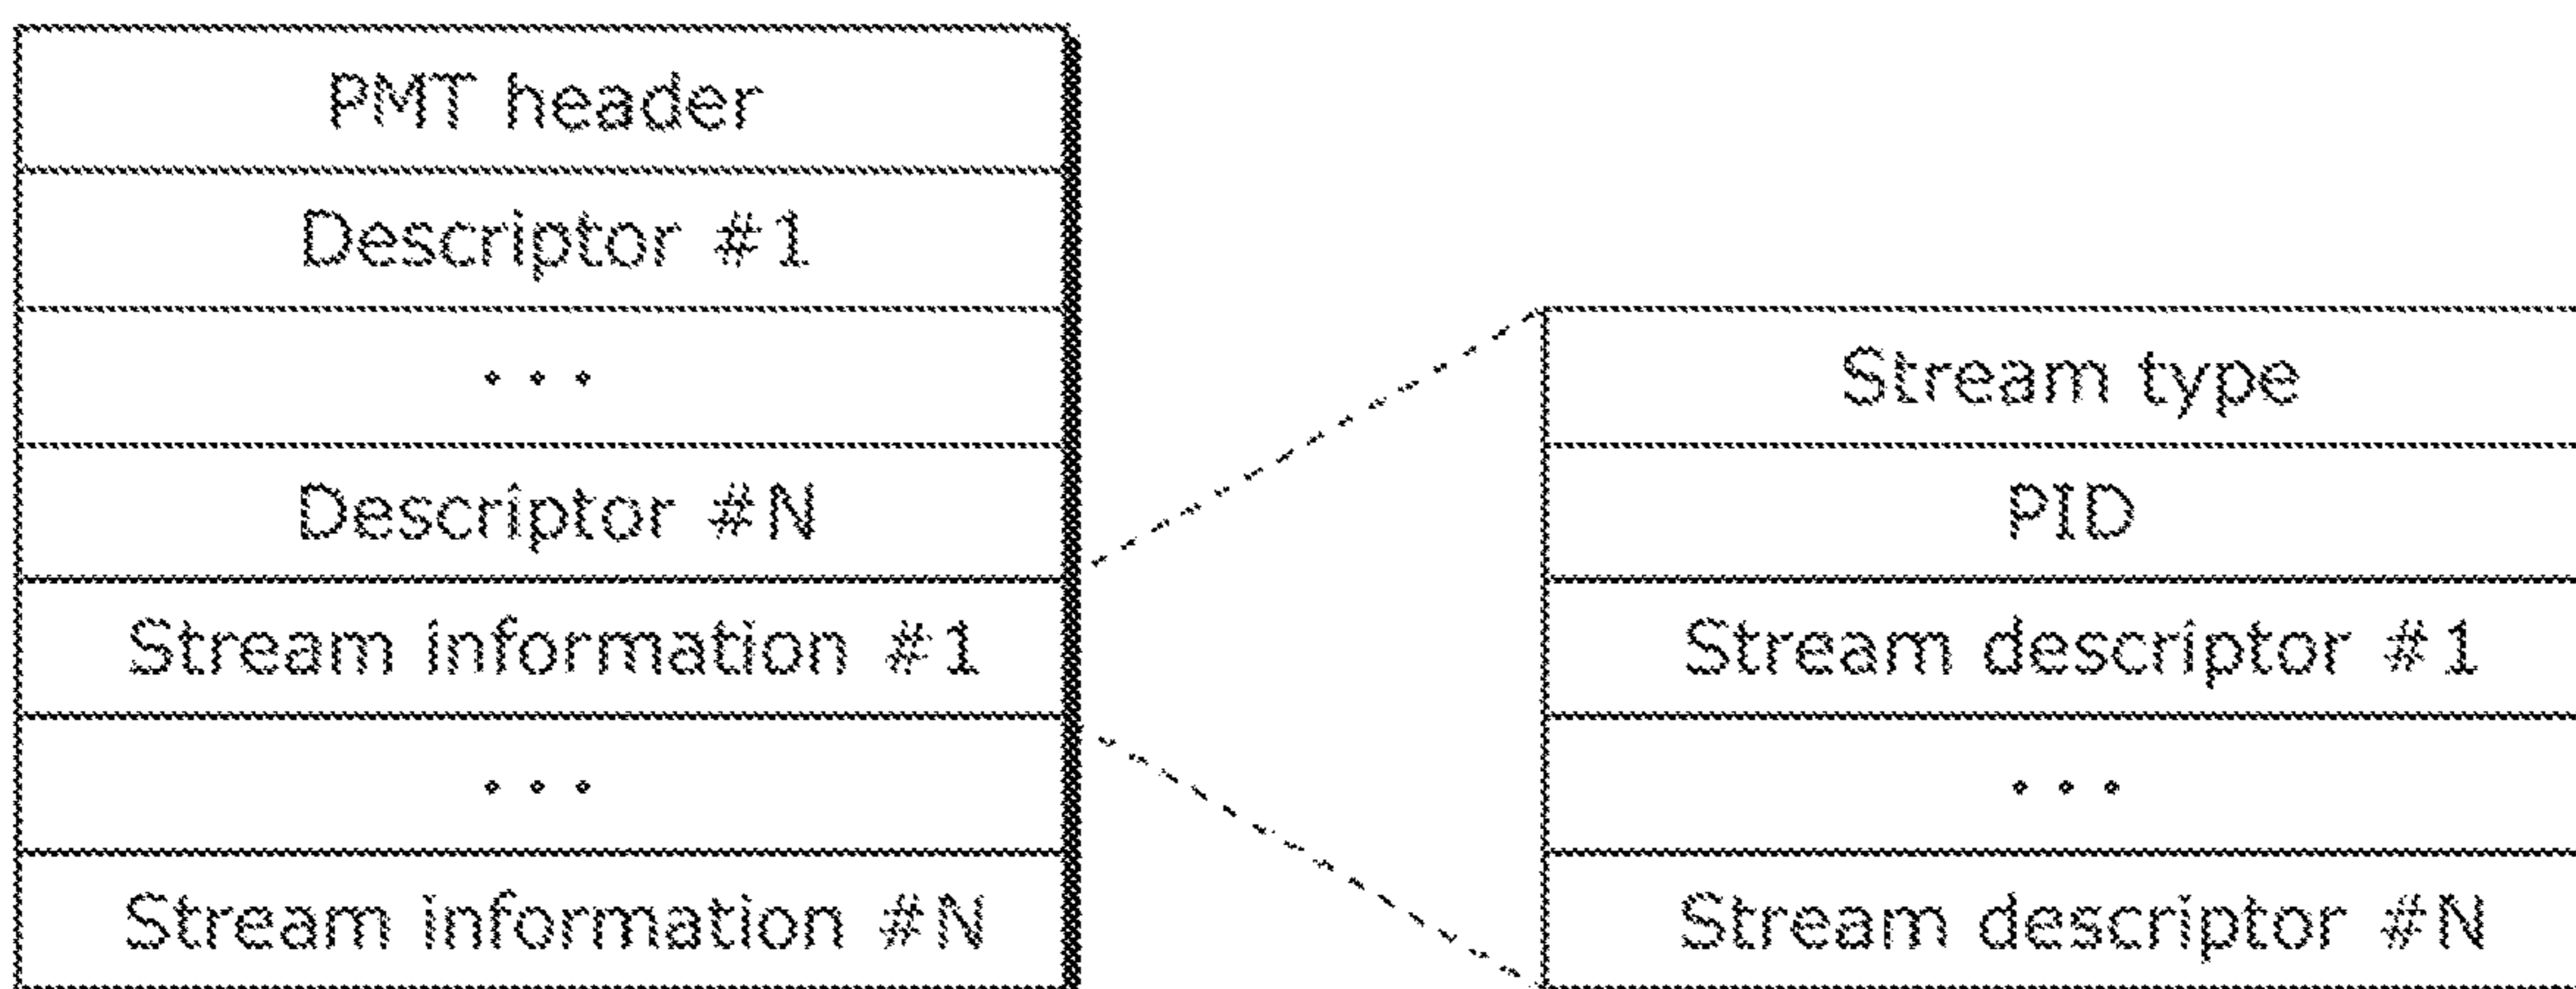 PMT header
Descriptor #1
...
Descriptor #N
Stream information #1
...
Stream information #N
Stream type
PID
Stream descriptor #1
...
Stream descriptor #N